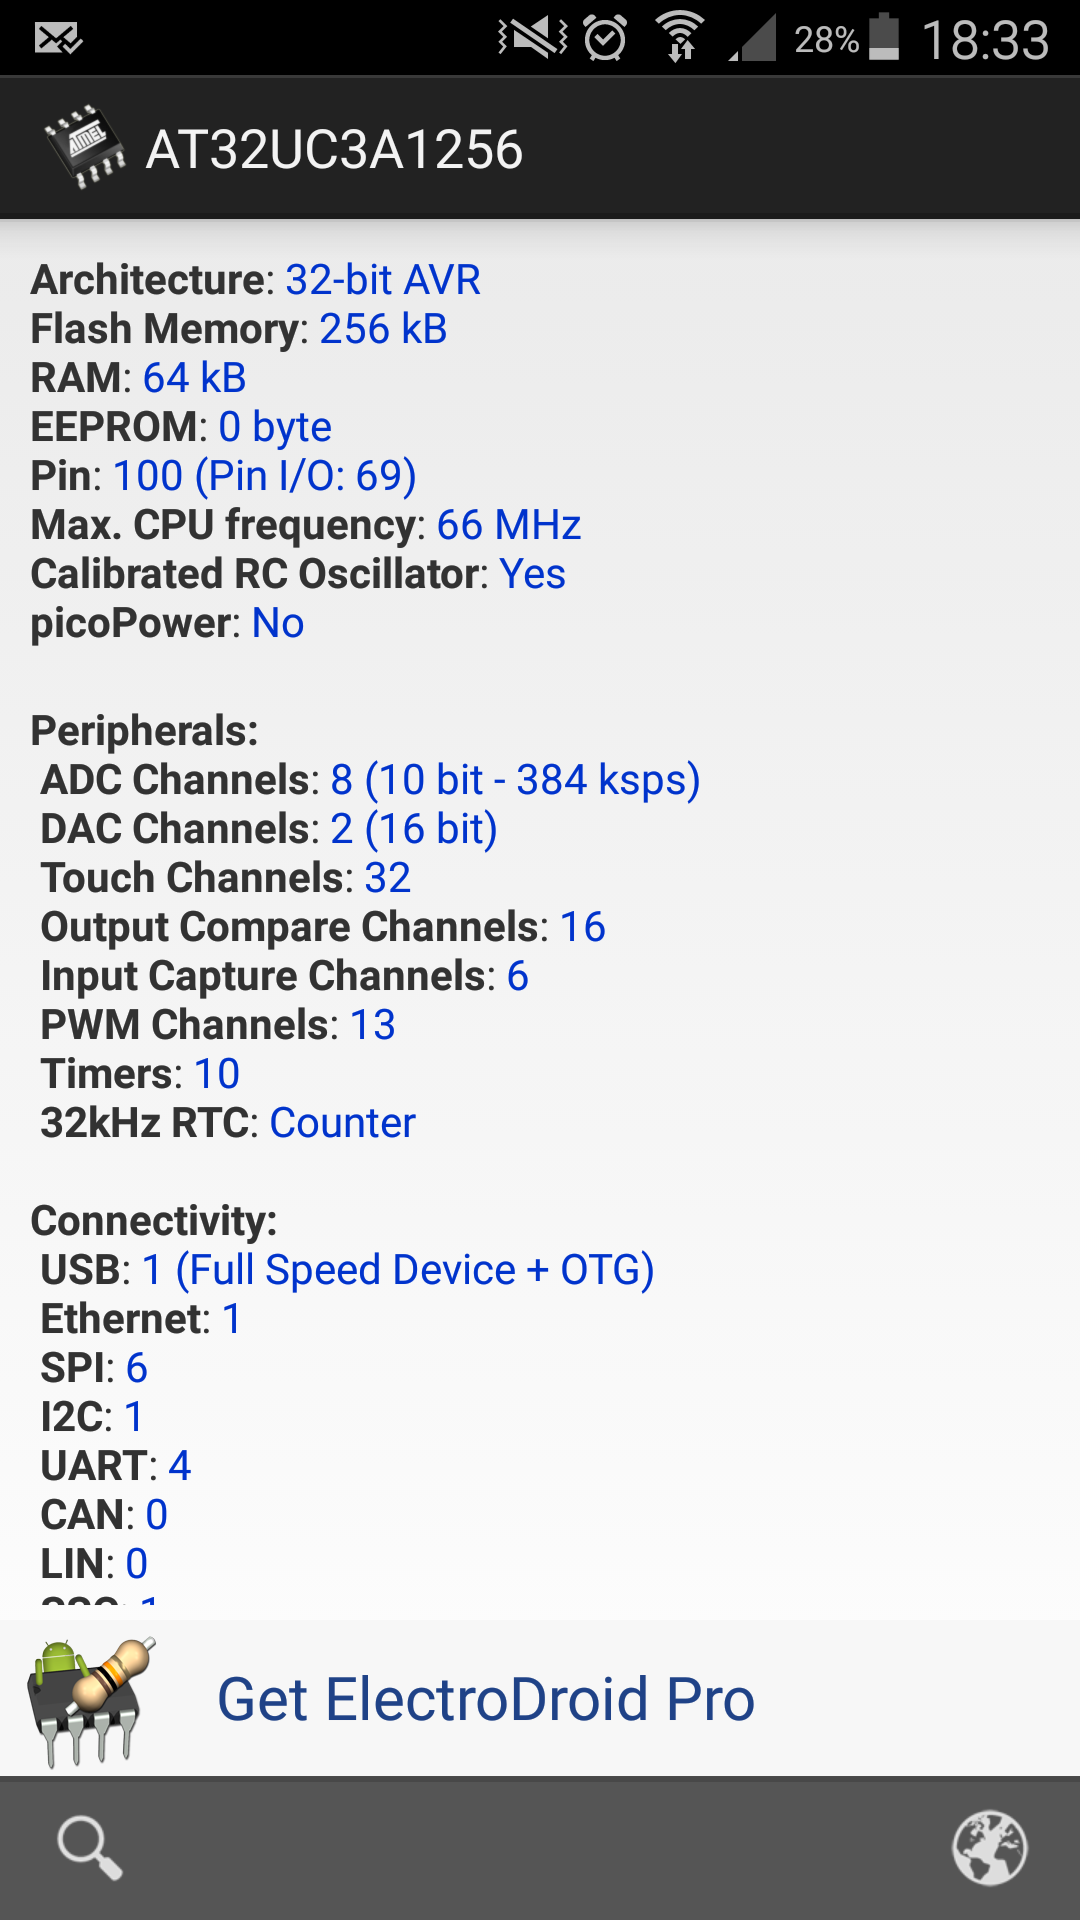 28% 18:33
ATMEL
AT32UC3A1256
Architecture: 32-bit AVR
Flash Memory: 256 kB
RAM: 64 kB
EEPROM: 0 byte
Pin: 100 (Pin I/O: 69)
Max. CPU frequency: 66 MHz
Calibrated RC Oscillator: Yes
picoPower: No
Peripherals:
ADC Channels: 8 (10 bit - 384 ksps)
DAC Channels: 2 (16 bit)
Touch Channels: 32
Output Compare Channels: 16
Input Capture Channels: 6
PWM Channels: 13
Timers: 10
32kHz RTC: Counter
Connectivity:
USB: 1 (Full Speed Device + OTG)
Ethernet: 1
SPI: 6
I2C: 1
UART: 4
CAN: 0
LIN: 0
Get ElectroDroid Pro